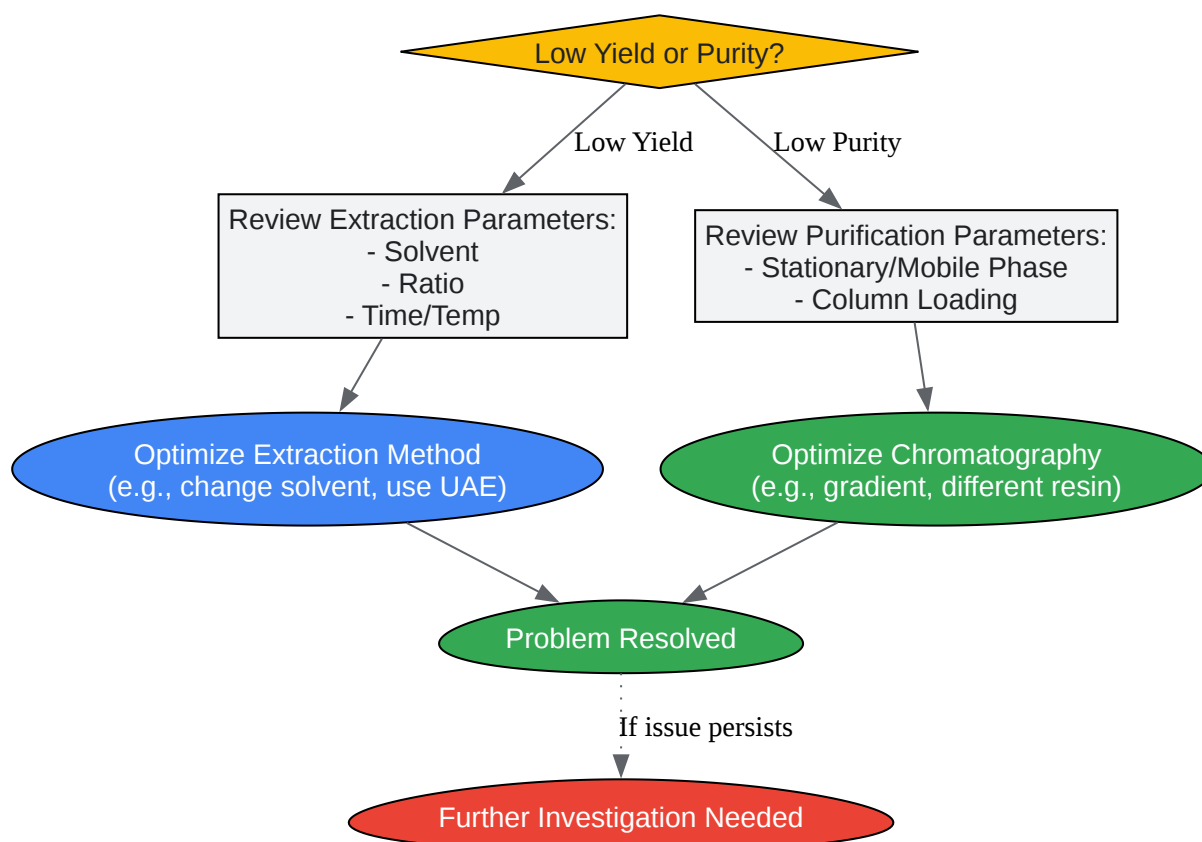 Low Yield or Purity?
Low Yield
Low Purity
Review Extraction Parameters:
- Solvent
- Ratio
- Time/Temp
Review Purification Parameters:
- Stationary/Mobile Phase
- Column Loading
Optimize Extraction Method
(e.g., change solvent, use UAE)
Optimize Chromatography
(e.g., gradient, different resin)
Problem Resolved
If issue persists
Further Investigation Needed